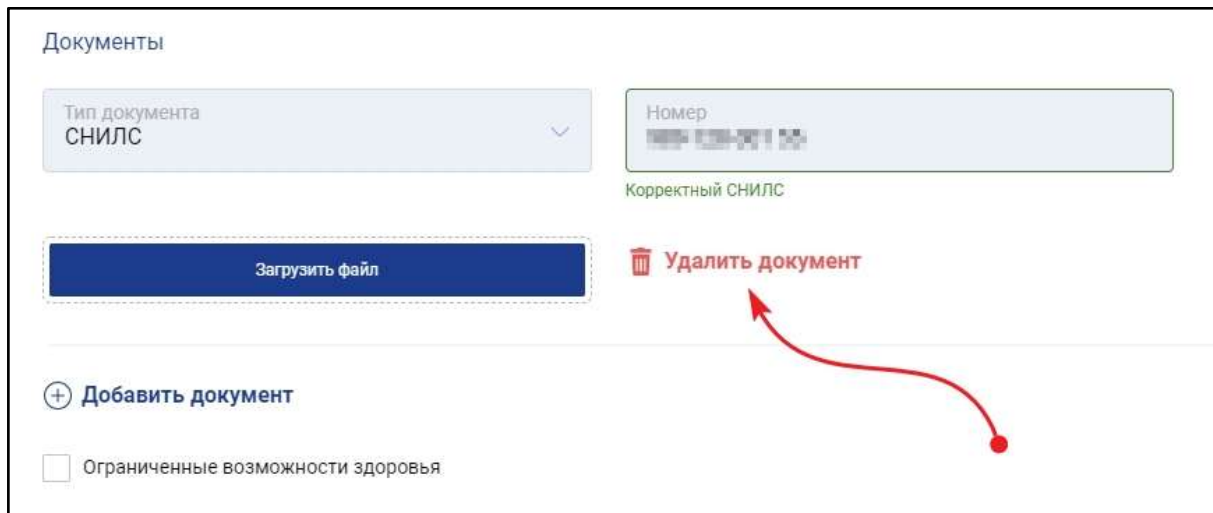 Документы
Тип документа
СНИЛС
Номер
Корректный СНИЛС
Загрузить файл
Удалить документ
Добавить документ
Ограниченные возможности здоровья